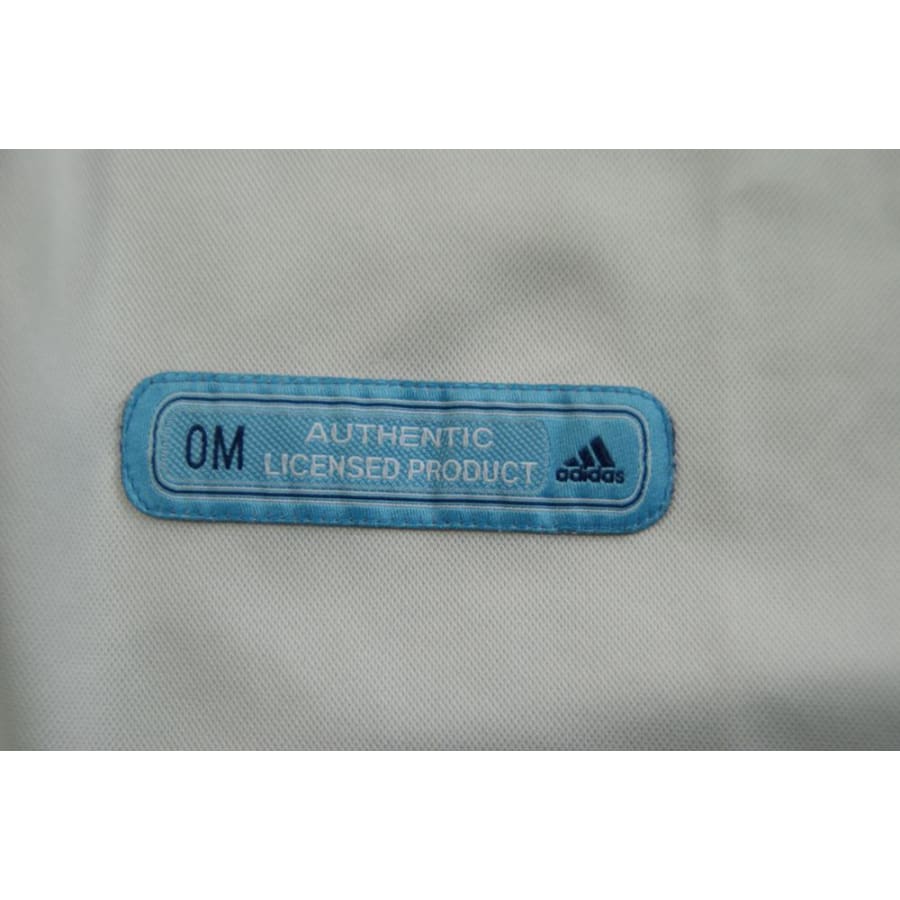 OM
AUTHENTIC
LICENSED PRODUCT
adidas